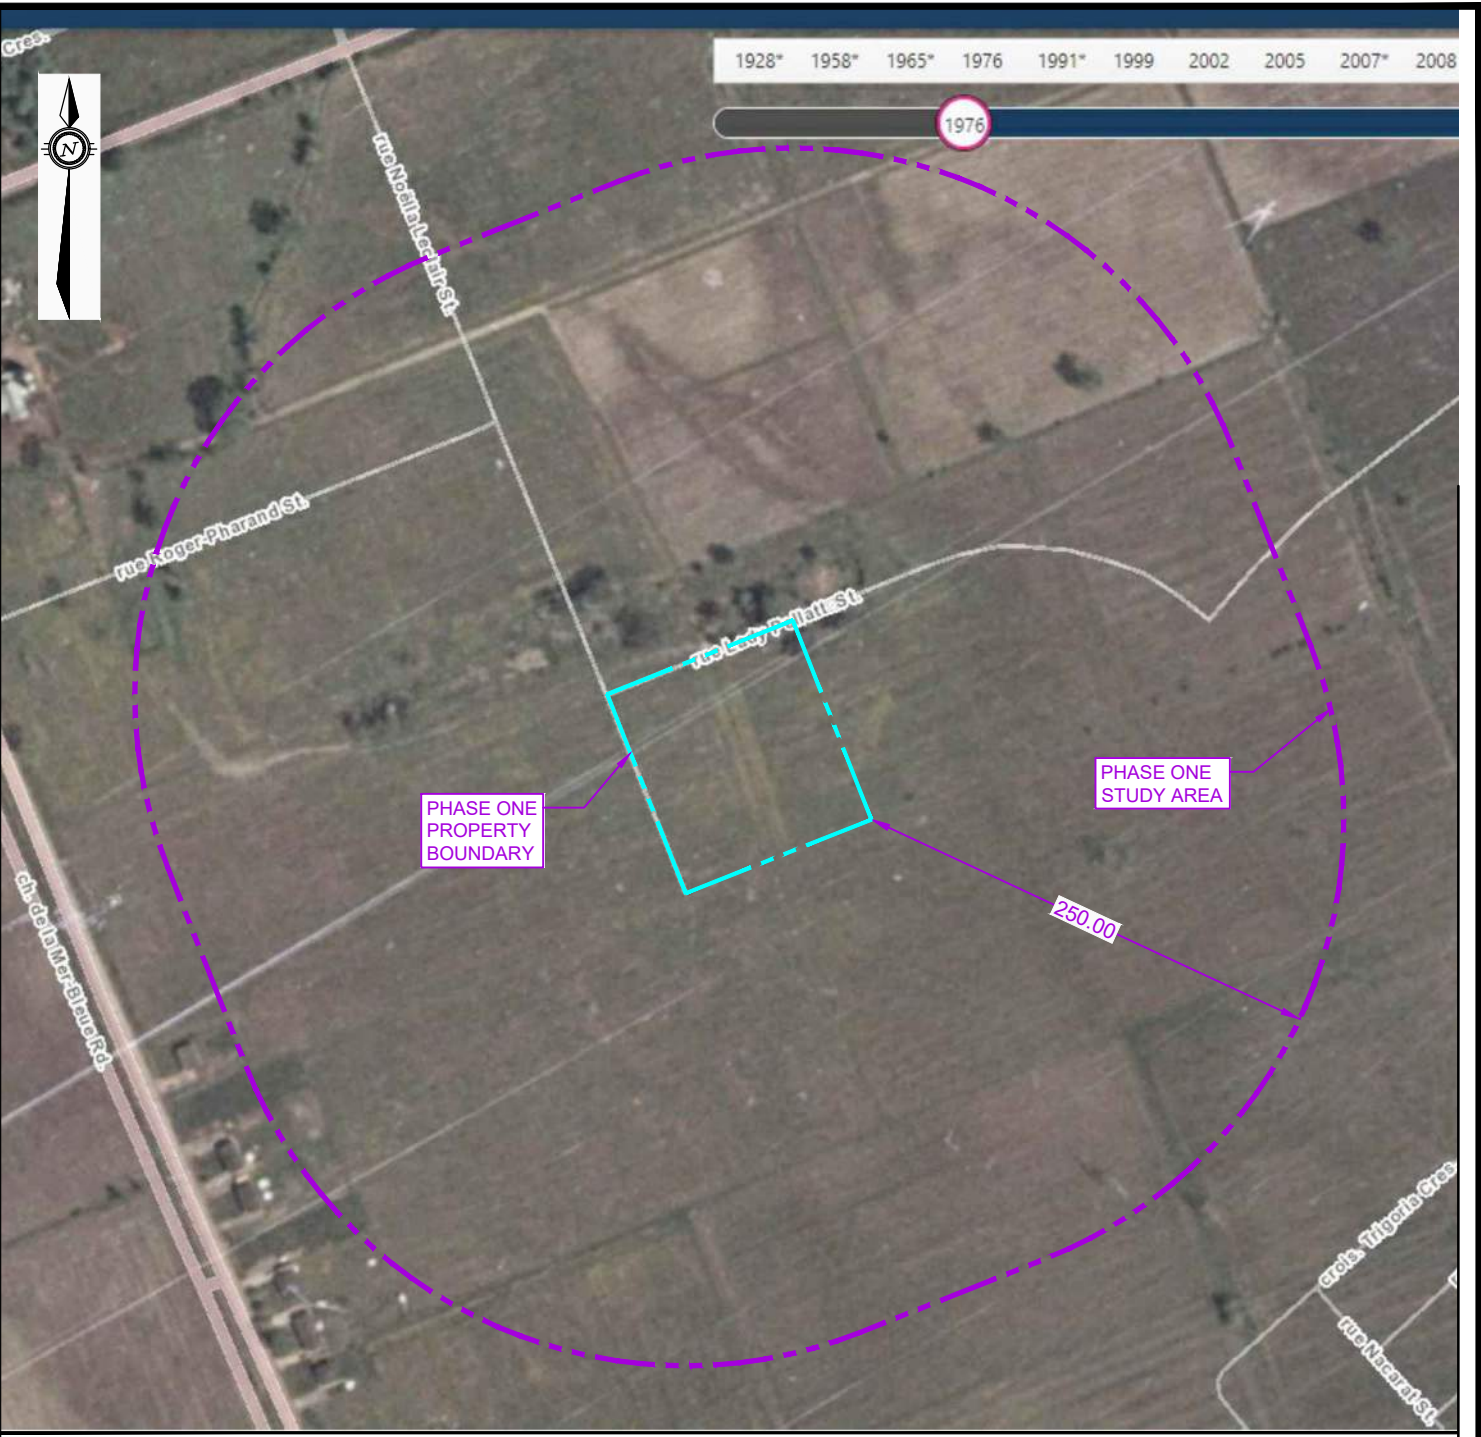 Cres.
1928* 1958* 1965* 1976 1991* 1999 2002 2005 2007* 2008
1976
N
rue Noëlla-Leclair St.
rue Roger-Pharand St.
rue Lady Pellatt St.
PHASE ONE
STUDY AREA
PHASE ONE
PROPERTY
BOUNDARY
250.00
ch. de la Mer-Bleue Rd.
crois. Trigoria Cres
rue Nacarat St.